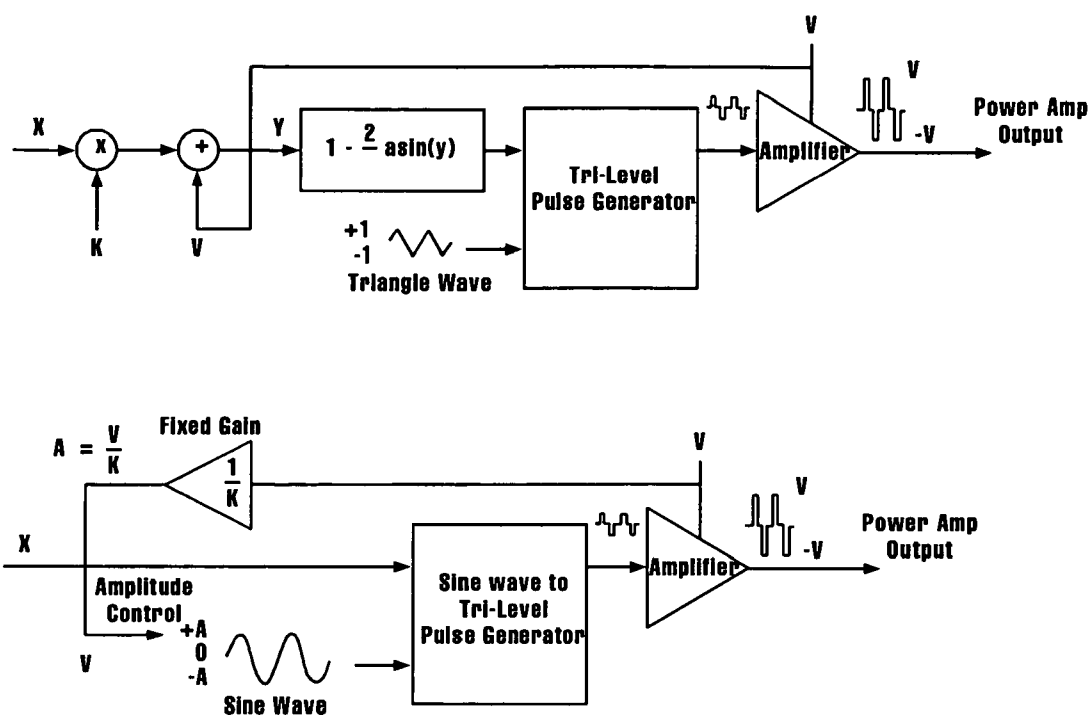 V
X
x
+
Y
1 - 2 asin(y)
K
V
+1
-1
Triangle Wave
Tri-Level
Pulse Generator
Amplifier
V
-V
Power Amp
Output
Fixed Gain
A = V
K
1
K
V
X
Amplitude
Control
V
+A
0
-A
Sine Wave
Sine wave to
Tri-Level
Pulse Generator
Amplifier
V
-V
Power Amp
Output